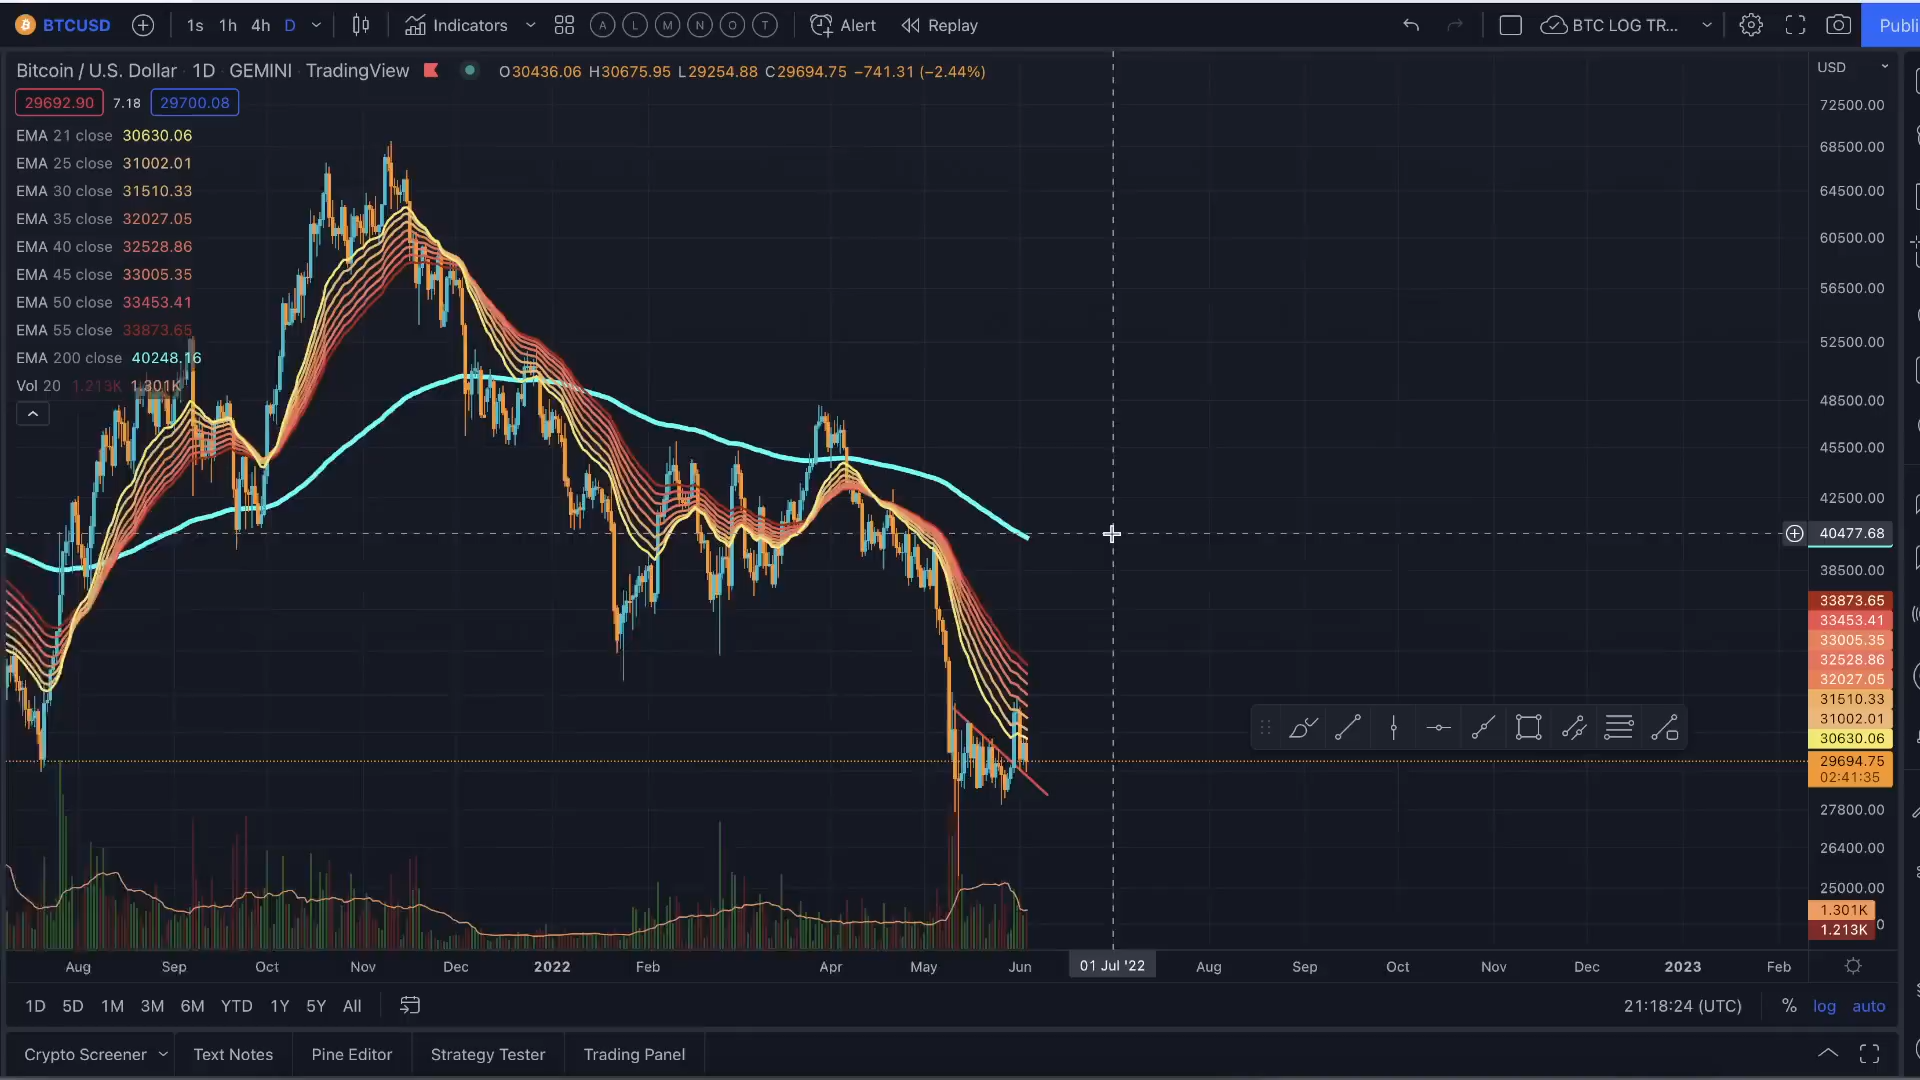 BTCUSD 1s 1h 4h D Indicators A L M N O T Alert Replay BTC LOG TR... Publi
Bitcoin / U.S. Dollar 1D GEMINI TradingView O30436.06 H30675.95 L29254.88 C29694.75 −741.31 (−2.44%) USD
29692.90 7.18 29700.08
EMA 21 close 30630.06
EMA 25 close 31002.01
EMA 30 close 31510.33
EMA 35 close 32027.05
EMA 40 close 32528.86
EMA 45 close 33005.35
EMA 50 close 33453.41
EMA 55 close 33873.65
EMA 200 close 40248.16
Vol 20 1.213K 1.301K
72500.00
68500.00
64500.00
60500.00
56500.00
52500.00
48500.00
45500.00
42500.00
40477.68
38500.00
33873.65
33453.41
33005.35
32528.86
32027.05
31510.33
31002.01
30630.06
29694.75
02:41:35
27800.00
26400.00
25000.00
1.301K 0
1.213K
Aug Sep Oct Nov Dec 2022 Feb Apr May Jun 01 Jul '22 Aug Sep Oct Nov Dec 2023 Feb
1D 5D 1M 3M 6M YTD 1Y 5Y All 21:18:24 (UTC) % log auto
Crypto Screener Text Notes Pine Editor Strategy Tester Trading Panel